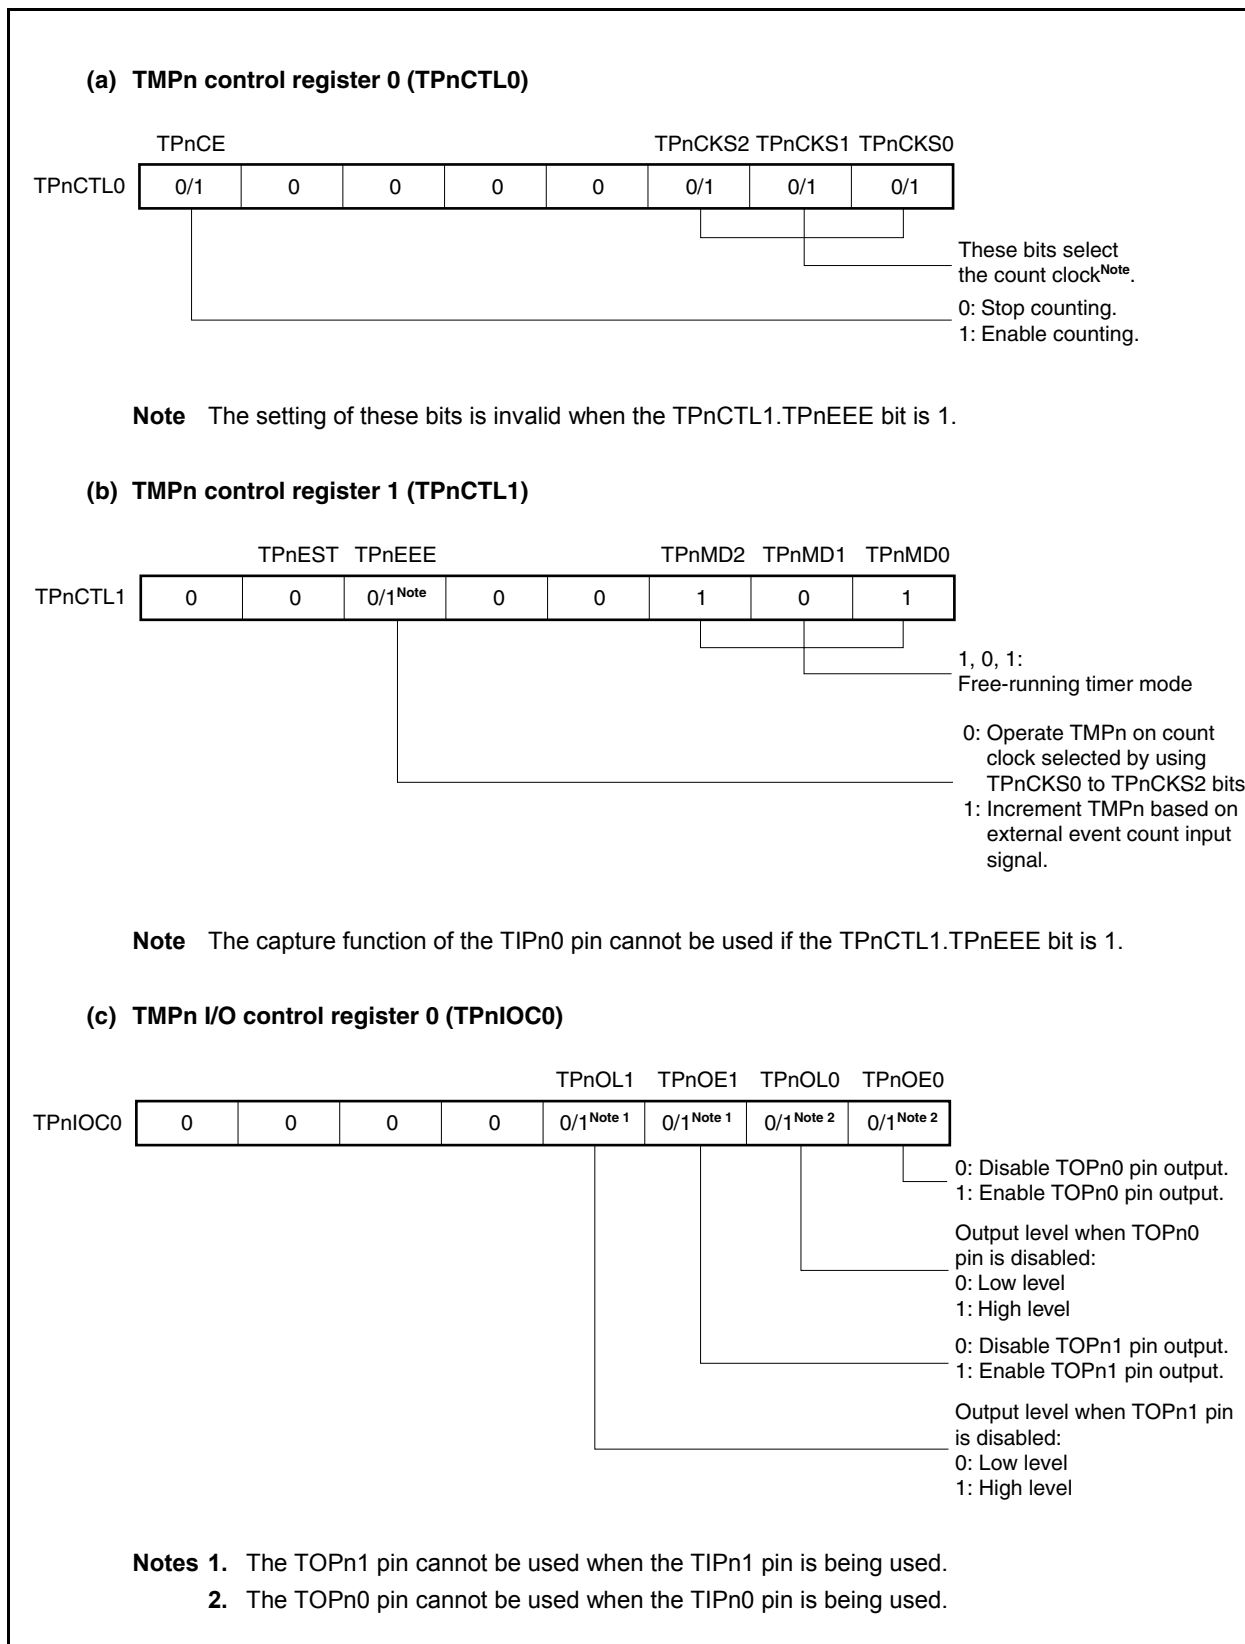 (a) TMPn control register 0 (TPnCTL0)
TPnCE TPnCKS2 TPnCKS1 TPnCKS0
TPnCTL0 0/1 0 0 0 0 0/1 0/1 0/1
These bits select
the count clockNote.
0: Stop counting.
1: Enable counting.
Note The setting of these bits is invalid when the TPnCTL1.TPnEEE bit is 1.
(b) TMPn control register 1 (TPnCTL1)
TPnEST TPnEEE TPnMD2 TPnMD1 TPnMD0
TPnCTL1 0 0 0/1Note 0 0 1 0 1
1, 0, 1:
Free-running timer mode
0: Operate TMPn on count
clock selected by using
TPnCKS0 to TPnCKS2 bits
1: Increment TMPn based on
external event count input
signal.
Note The capture function of the TIPn0 pin cannot be used if the TPnCTL1.TPnEEE bit is 1.
(c) TMPn I/O control register 0 (TPnIOC0)
TPnOL1 TPnOE1 TPnOL0 TPnOE0
TPnIOC0 0 0 0 0 0/1Note 1 0/1Note 1 0/1Note 2 0/1Note 2
0: Disable TOPn0 pin output.
1: Enable TOPn0 pin output.
Output level when TOPn0
pin is disabled:
0: Low level
1: High level
0: Disable TOPn1 pin output.
1: Enable TOPn1 pin output.
Output level when TOPn1 pin
is disabled:
0: Low level
1: High level
Notes 1. The TOPn1 pin cannot be used when the TIPn1 pin is being used.
2. The TOPn0 pin cannot be used when the TIPn0 pin is being used.